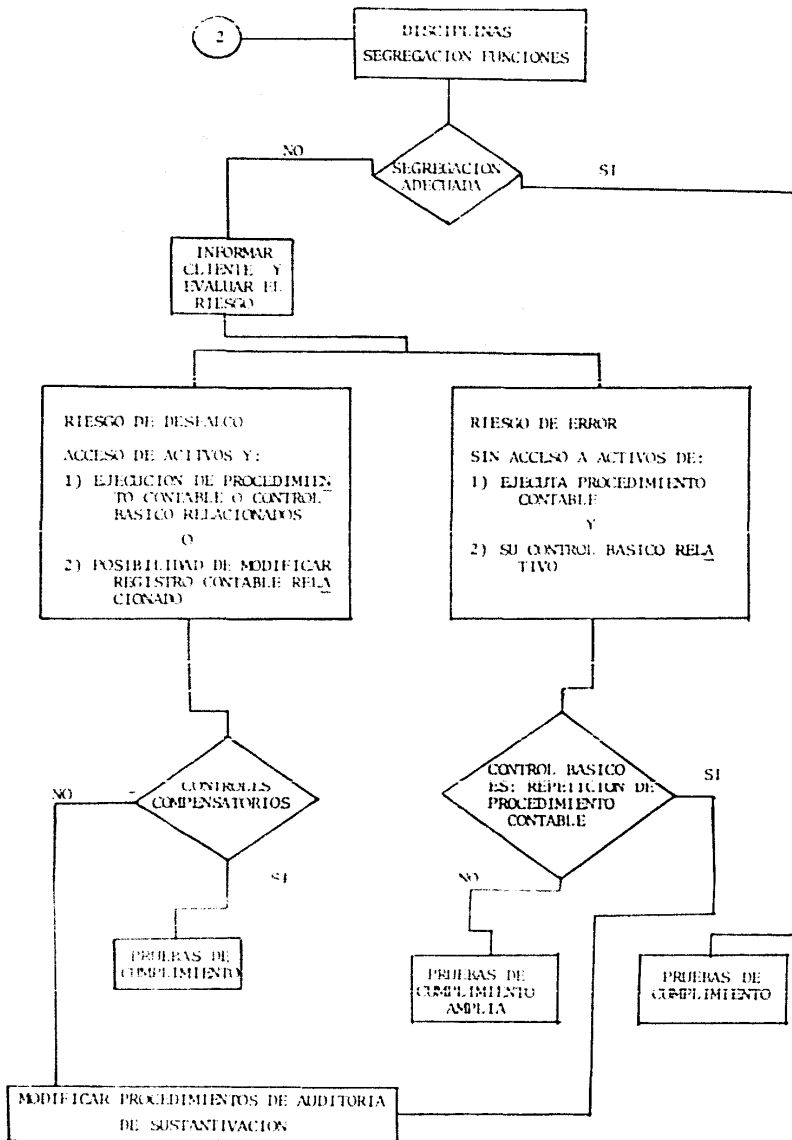 2
DISCIPLINAS
SEGREGACION FUNCIONES
NO
SEGREGACION
ADECUADA
SI
INFORMAR
CLIENTE Y
EVALUAR EL
RIESGO
RIESGO DE DESFALCO
ACCESO DE ACTIVOS Y:
1) EJECUCION DE PROCEDIMIEN
TO CONTABLE O CONTROL
BASICO RELACIONADOS
O
2) POSIBILIDAD DE MODIFICAR
REGISTRO CONTABLE RELA
CIONADO
RIESGO DE ERROR
SIN ACCESO A ACTIVOS DE:
1) EJECUTA PROCEDIMIENTO
CONTABLE
Y
2) SU CONTROL BASICO RELA
TIVO
NO
CONTROLES
COMPENSATORIOS
SI
CONTROL BASICO
ES: REPETICION DE
PROCEDIMIENTO
CONTABLE
SI
NO
PRUEBAS DE
CUMPLIMIENTO
PRUEBAS DE
CUMPLIMIENTO
AMPLIA
PRUEBAS DE
CUMPLIMIENTO
MODIFICAR PROCEDIMIENTOS DE AUDITORIA
DE SUSTANTIVACION